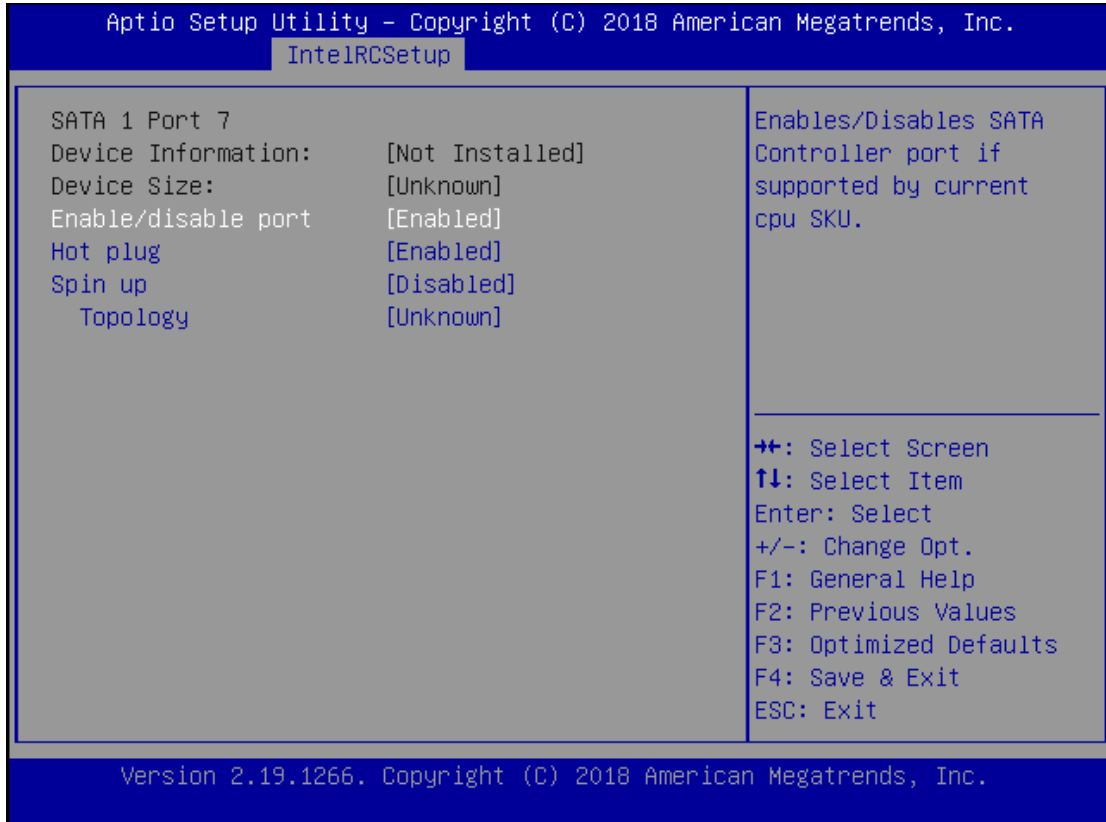 Aptio Setup Utility – Copyright (C) 2018 American Megatrends, Inc.
IntelRCSetup
SATA 1 Port 7
Device Information: [Not Installed]
Device Size: [Unknown]
Enable/disable port [Enabled]
Hot plug [Enabled]
Spin up [Disabled]
Topology [Unknown]
Enables/Disables SATA
Controller port if
supported by current
cpu SKU.
→←: Select Screen
↑↓: Select Item
Enter: Select
+/-: Change Opt.
F1: General Help
F2: Previous Values
F3: Optimized Defaults
F4: Save & Exit
ESC: Exit
Version 2.19.1266. Copyright (C) 2018 American Megatrends, Inc.